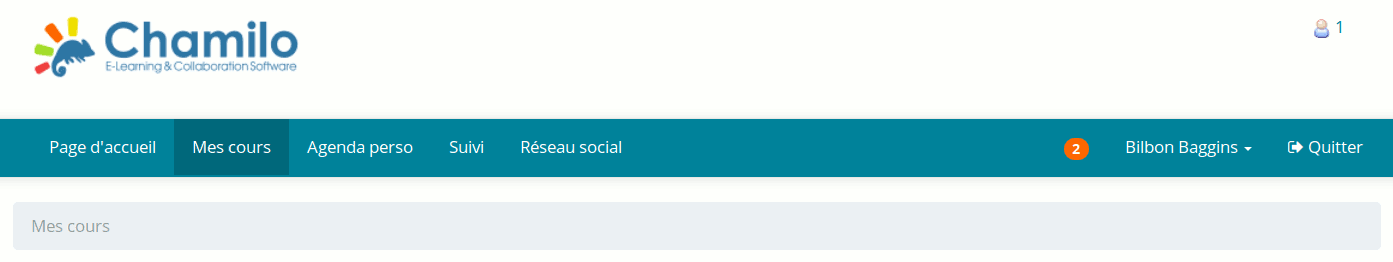 Chamilo
E-Learning & Collaboration Software
1
Page d'accueil Mes cours Agenda perso Suivi Réseau social 2 Bilbon Baggins Quitter
Mes cours